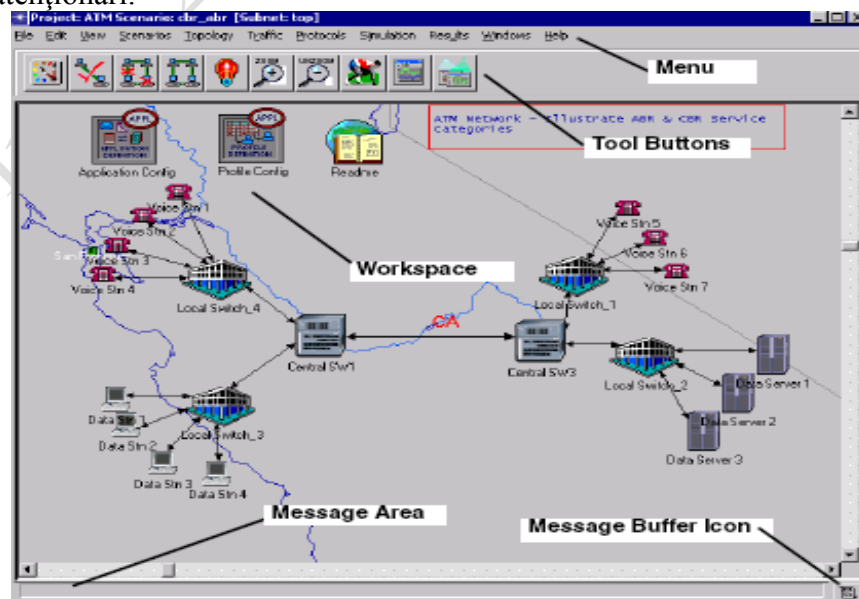 atenționări.
Project: ATM Scenario: cbr_abr [Subnet: top]
File Edit View Scenarios Topology Traffic Protocols Simulation Results Windows Help
Menu
ATM Network - Illustrate ABR & CBR Service
categories
Tool Buttons
APPL
APPL
Application Config
Profile Config
Readme
Voice Stn 1
Voice Stn 2
Voice Stn 3
Voice Stn 4
Voice Stn 5
Voice Stn 6
Voice Stn 7
Workspace
Local Switch_4
Local Switch_1
CA
Central SW1
Central SW3
Local Switch_2
Data Server 1
Data Server 2
Data Server 3
Data Stn 1
Data Stn 2
Local Switch_3
Data Stn 3
Data Stn 4
Message Area
Message Buffer Icon